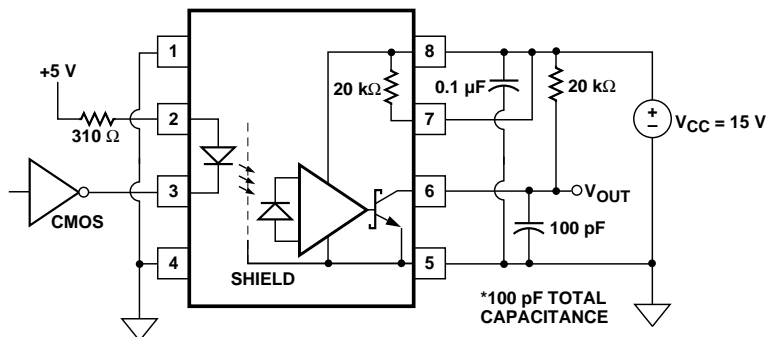 1
8
+5 V
20 kΩ
0.1 µF
20 kΩ
2
7
310 Ω
+
–
V_CC = 15 V
3
6
V_OUT
CMOS
100 pF
4
5
SHIELD
*100 pF TOTAL
CAPACITANCE